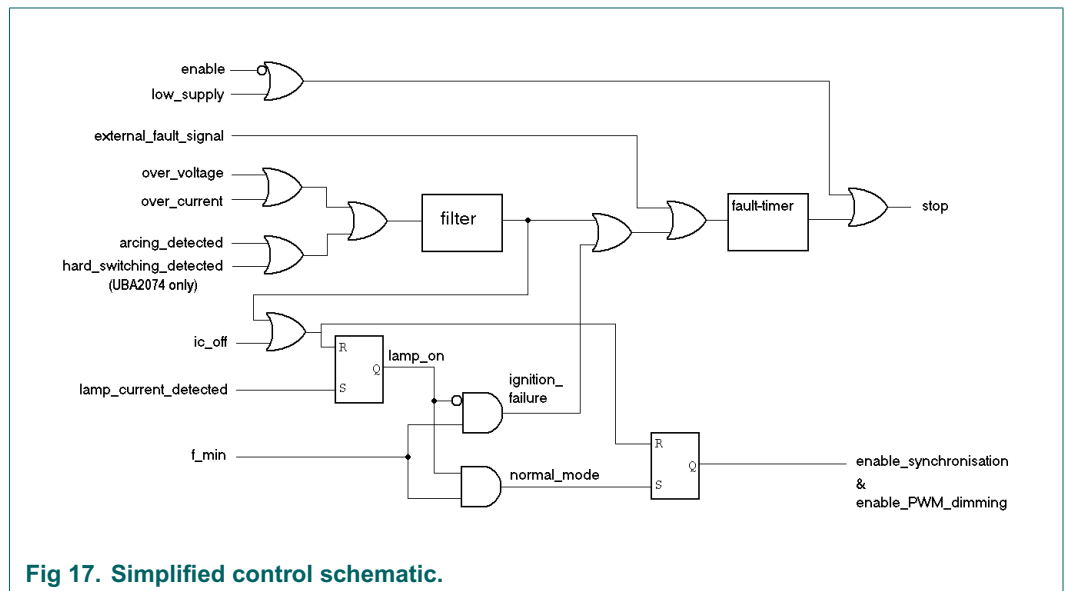 enable
low_supply
external_fault_signal
over_voltage
over_current
filter
fault-timer
stop
arcing_detected
hard_switching_detected
(UBA2074 only)
ic_off
R
Q
S
lamp_on
lamp_current_detected
ignition_
failure
f_min
normal_mode
R
Q
S
enable_synchronisation
&
enable_PWM_dimming
Fig 17. Simplified control schematic.